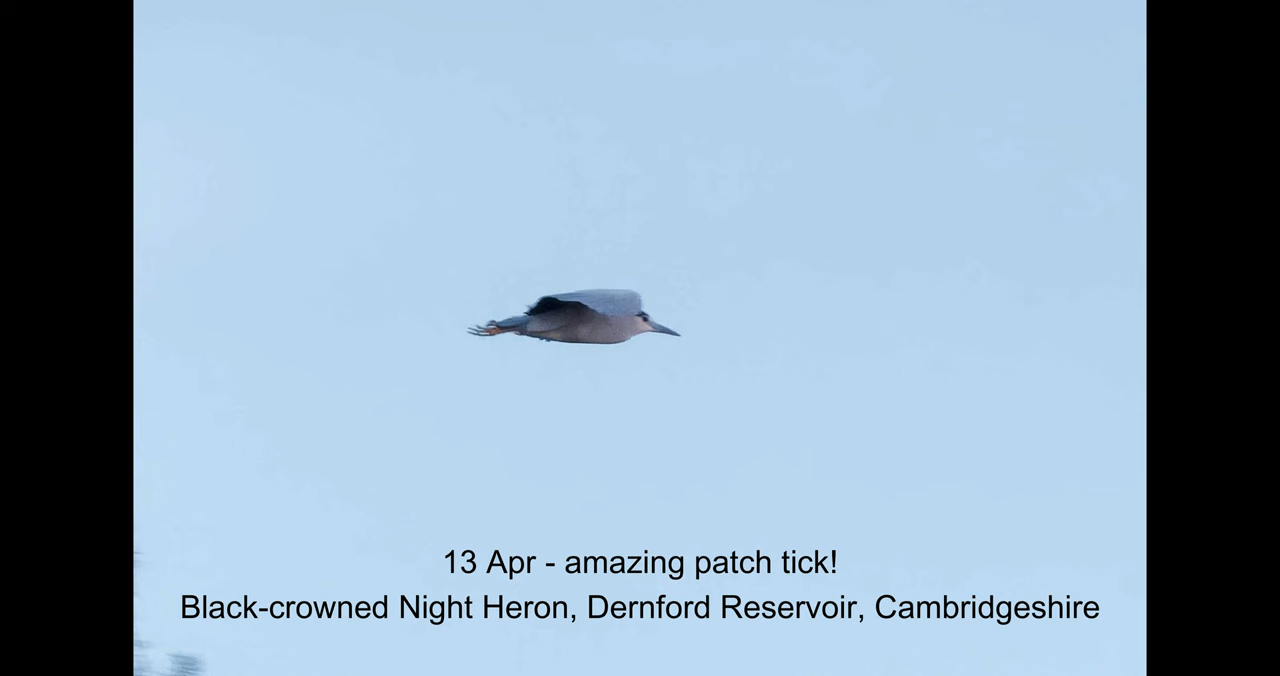 13 Apr - amazing patch tick!
Black-crowned Night Heron, Dernford Reservoir, Cambridgeshire